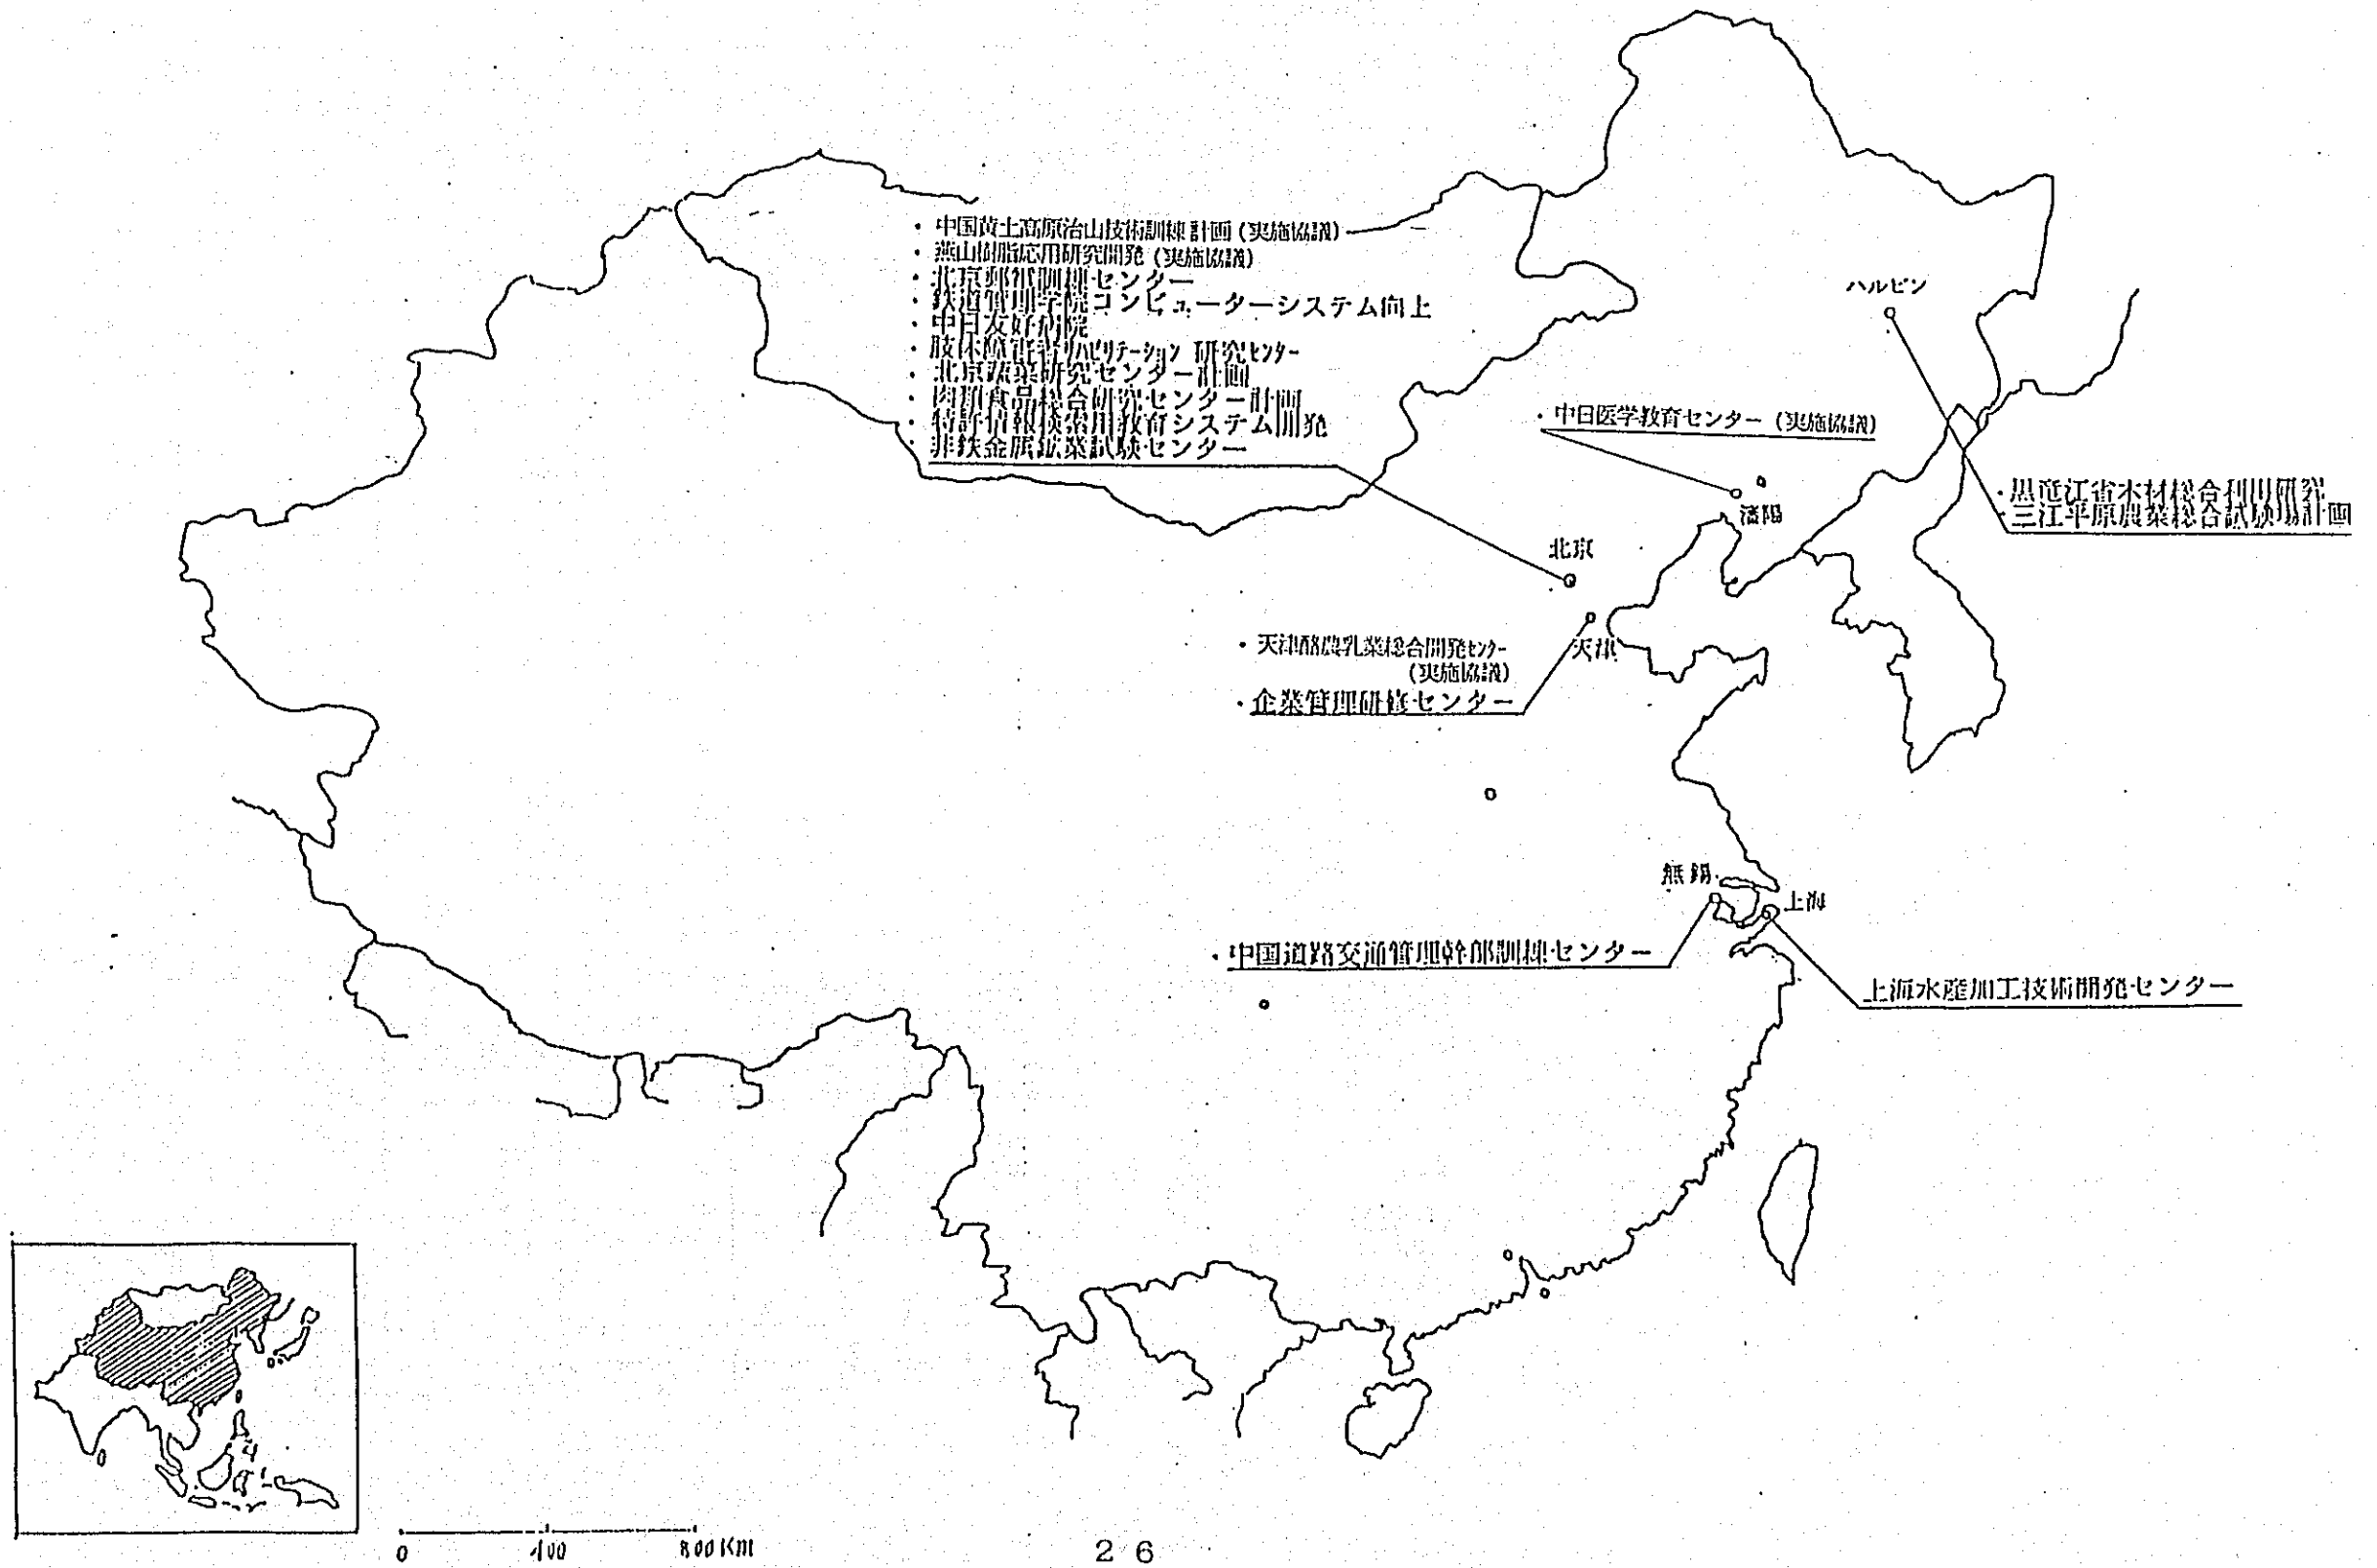 ・中国黄土高原治山技術訓練計画(実施協議)
・燕山樹脂応用研究開発(実施協議)
・北京郵電訓練センター
・鉄道管理学院コンピューターシステム向上
・中日友好病院
・肢体障害者リハビリテーション研究センター
・北京蔬菜研究センター計画
・肉類食品総合研究センター計画
・特許情報検索用教育システム開発
・非鉄金属鉱業試験センター
ハルピン
・中日医学教育センター(実施協議)
瀋陽
・黒竜江省木材総合利用研究
・三江平原農業総合試験場計画
北京
天津
・天津酪農乳業総合開発センター
(実施協議)
・企業管理研修センター
無錫
上海
・中国道路交通管理幹部訓練センター
上海水産加工技術開発センター
0 400 800Km
26